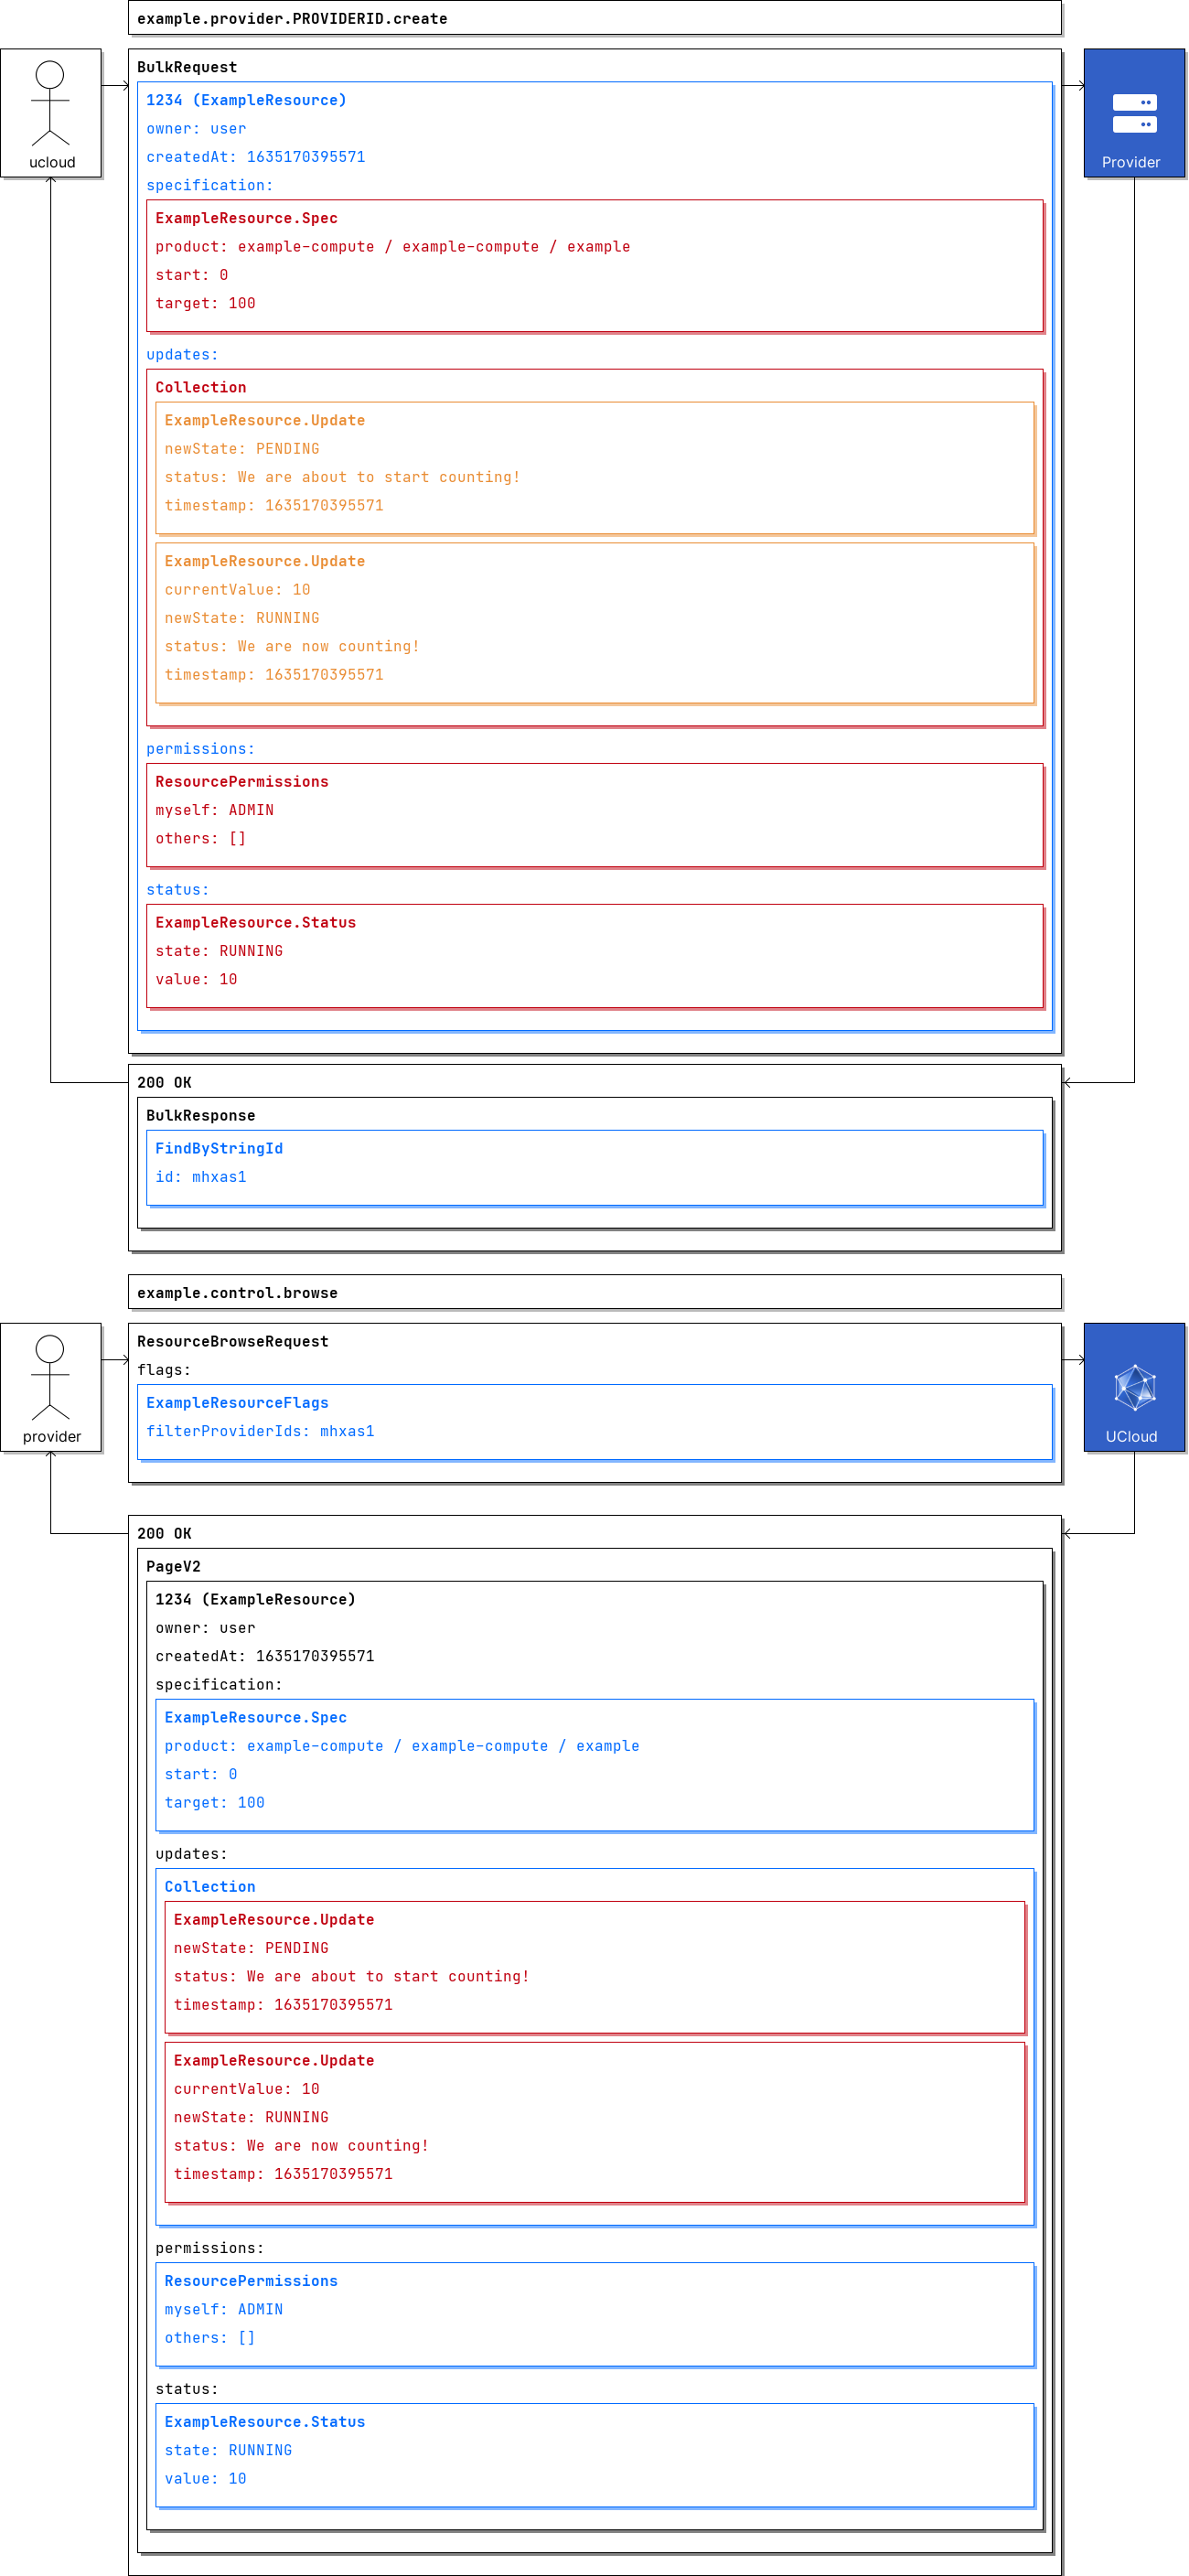 example.provider.PROVIDERID.create
BulkRequest
1234 (ExampleResource)
owner: user
createdAt: 1635170395571
specification:
ExampleResource.Spec
product: example-compute / example-compute / example
start: 0
target: 100
updates:
Collection
ExampleResource.Update
newState: PENDING
status: We are about to start counting!
timestamp: 1635170395571
ExampleResource.Update
currentValue: 10
newState: RUNNING
status: We are now counting!
timestamp: 1635170395571
permissions:
ResourcePermissions
myself: ADMIN
others: []
status:
ExampleResource.Status
state: RUNNING
value: 10
ucloud
Provider
200 OK
BulkResponse
FindByStringId
id: mhxas1
example.control.browse
ResourceBrowseRequest
flags:
ExampleResourceFlags
filterProviderIds: mhxas1
provider
UCloud
200 OK
PageV2
1234 (ExampleResource)
owner: user
createdAt: 1635170395571
specification:
ExampleResource.Spec
product: example-compute / example-compute / example
start: 0
target: 100
updates:
Collection
ExampleResource.Update
newState: PENDING
status: We are about to start counting!
timestamp: 1635170395571
ExampleResource.Update
currentValue: 10
newState: RUNNING
status: We are now counting!
timestamp: 1635170395571
permissions:
ResourcePermissions
myself: ADMIN
others: []
status:
ExampleResource.Status
state: RUNNING
value: 10